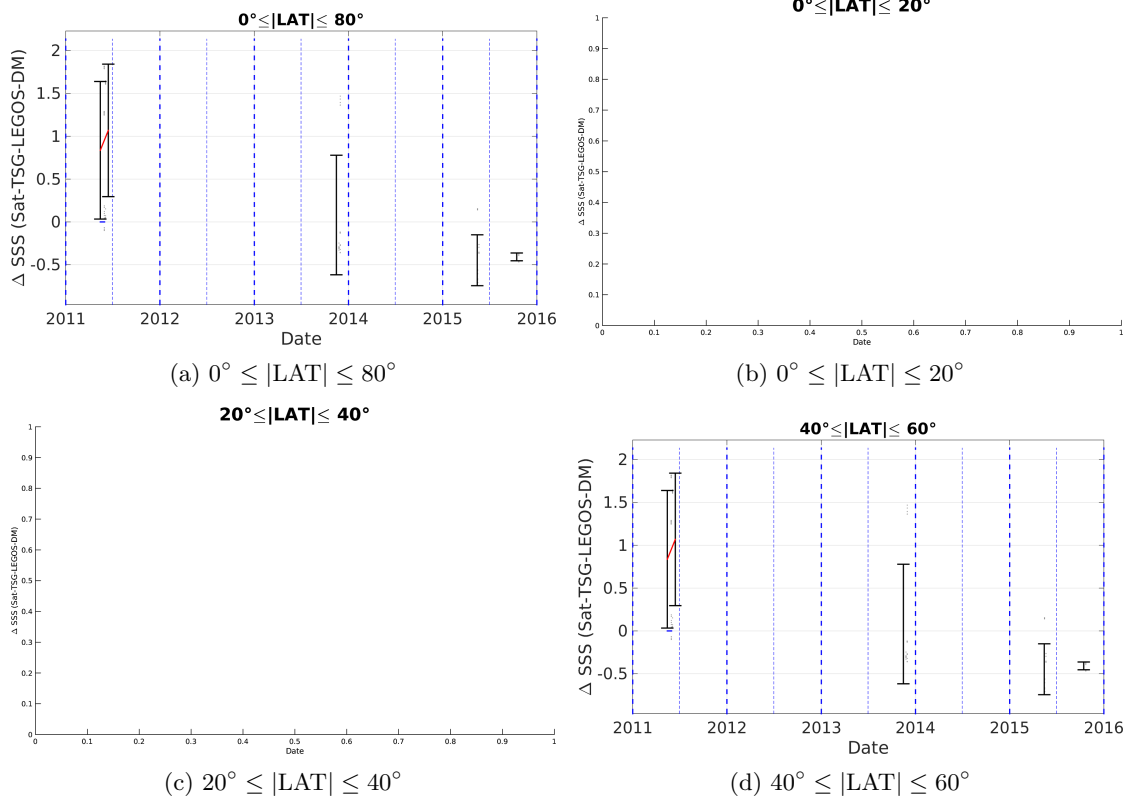 0°≤|LAT|≤ 80°
Δ SSS (Sat-TSG-LEGOS-DM)
2
1.5
1
0.5
0
-0.5
2011 2012 2013 2014 2015 2016
Date
(a) 0° ≤ |LAT| ≤ 80°
0°≤|LAT|≤ 20°
Δ SSS (Sat-TSG-LEGOS-DM)
1
0.9
0.8
0.7
0.6
0.5
0.4
0.3
0.2
0.1
0
0 0.1 0.2 0.3 0.4 0.5 0.6 0.7 0.8 0.9 1
Date
(b) 0° ≤ |LAT| ≤ 20°
20°≤|LAT|≤ 40°
Δ SSS (Sat-TSG-LEGOS-DM)
1
0.9
0.8
0.7
0.6
0.5
0.4
0.3
0.2
0.1
0
0 0.1 0.2 0.3 0.4 0.5 0.6 0.7 0.8 0.9 1
Date
(c) 20° ≤ |LAT| ≤ 40°
40°≤|LAT|≤ 60°
Δ SSS (Sat-TSG-LEGOS-DM)
2
1.5
1
0.5
0
-0.5
2011 2012 2013 2014 2015 2016
Date
(d) 40° ≤ |LAT| ≤ 60°